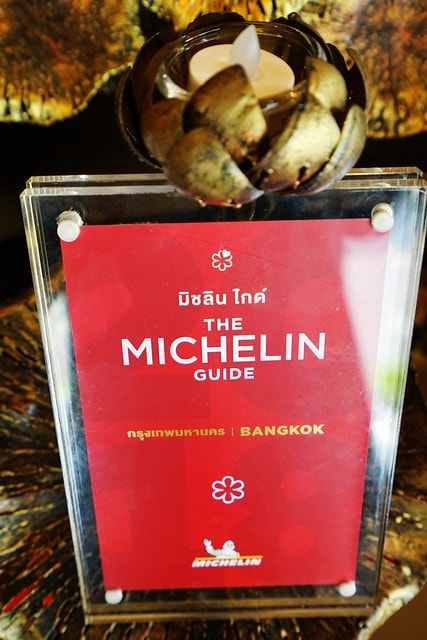 มิชลิน ไกด์
THE
MICHELIN
GUIDE
กรุงเทพมหานคร | BANGKOK
MICHELIN